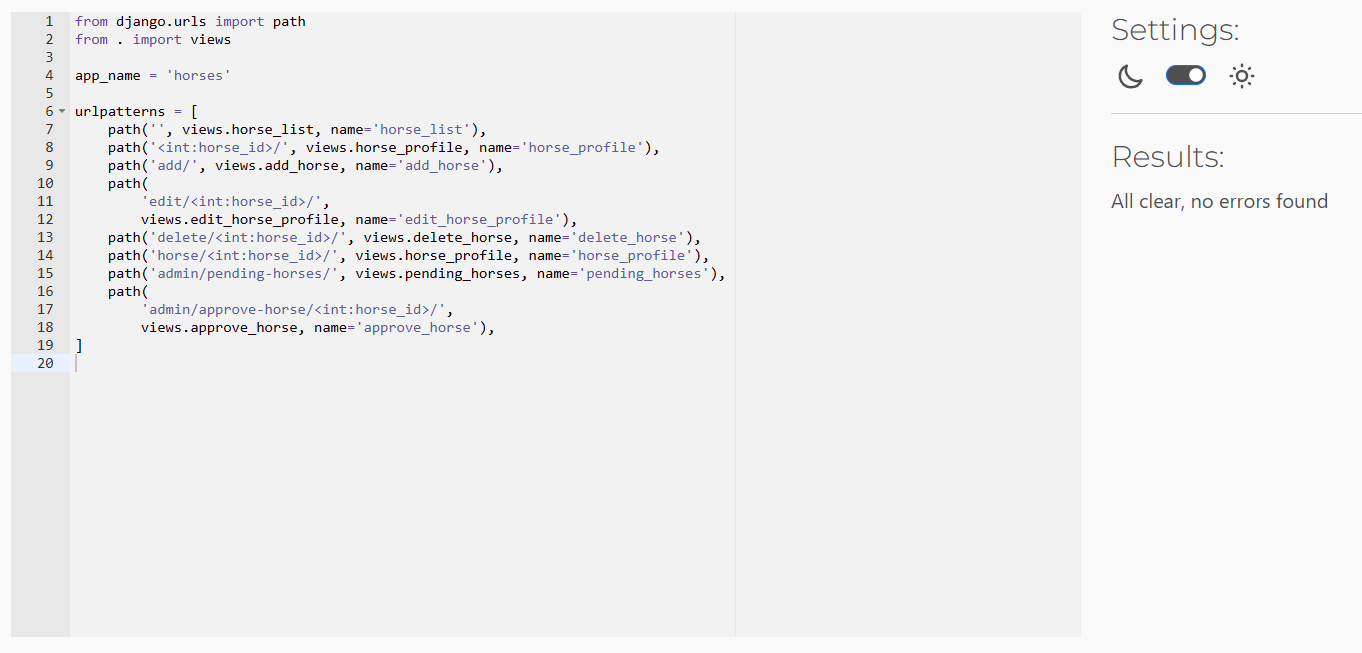 1 from django.urls import path
2 from . import views
3
4 app_name = 'horses'
5
6 urlpatterns = [
7     path('', views.horse_list, name='horse_list'),
8     path('<int:horse_id>/', views.horse_profile, name='horse_profile'),
9     path('add/', views.add_horse, name='add_horse'),
10     path(
11         'edit/<int:horse_id>/',
12         views.edit_horse_profile, name='edit_horse_profile'),
13     path('delete/<int:horse_id>/', views.delete_horse, name='delete_horse'),
14     path('horse/<int:horse_id>/', views.horse_profile, name='horse_profile'),
15     path('admin/pending-horses/', views.pending_horses, name='pending_horses'),
16     path(
17         'admin/approve-horse/<int:horse_id>/',
18         views.approve_horse, name='approve_horse'),
19 ]
20
Settings:
Results:
All clear, no errors found